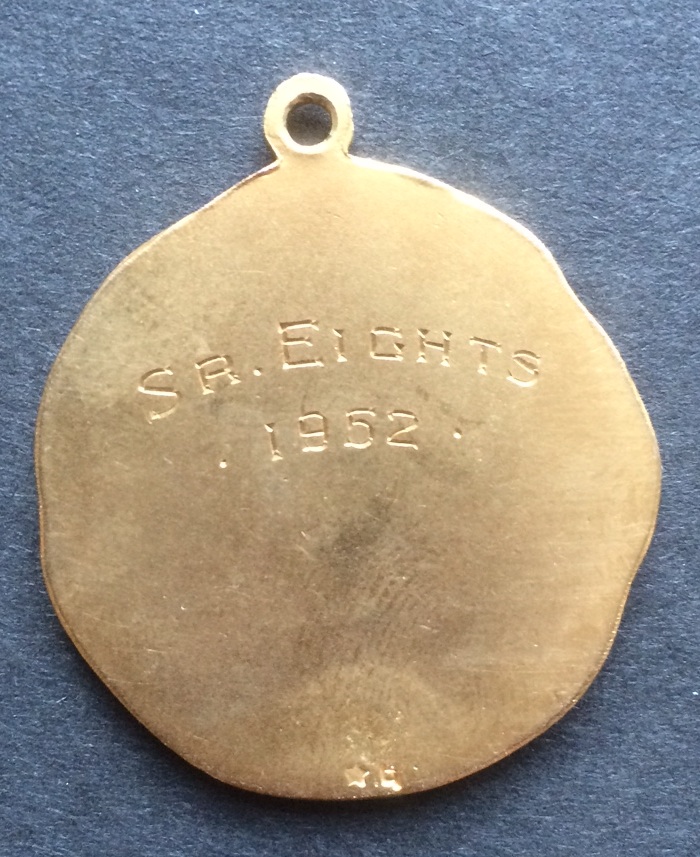 SR. EIGHTS
. 1952 .